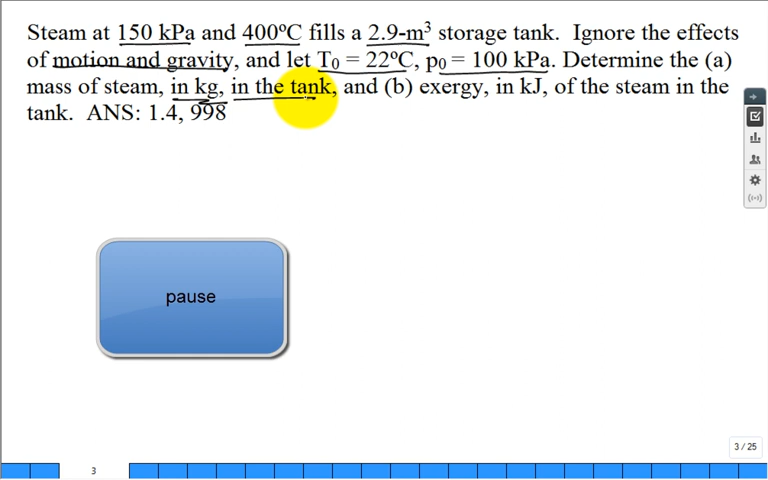 Steam at 150 kPa and 400ºC fills a 2.9-m³ storage tank. Ignore the effects
of motion and gravity, and let T₀ = 22ºC, p₀ = 100 kPa. Determine the (a)
mass of steam, in kg, in the tank, and (b) exergy, in kJ, of the steam in the
tank. ANS: 1.4, 998
pause
3 / 25
3